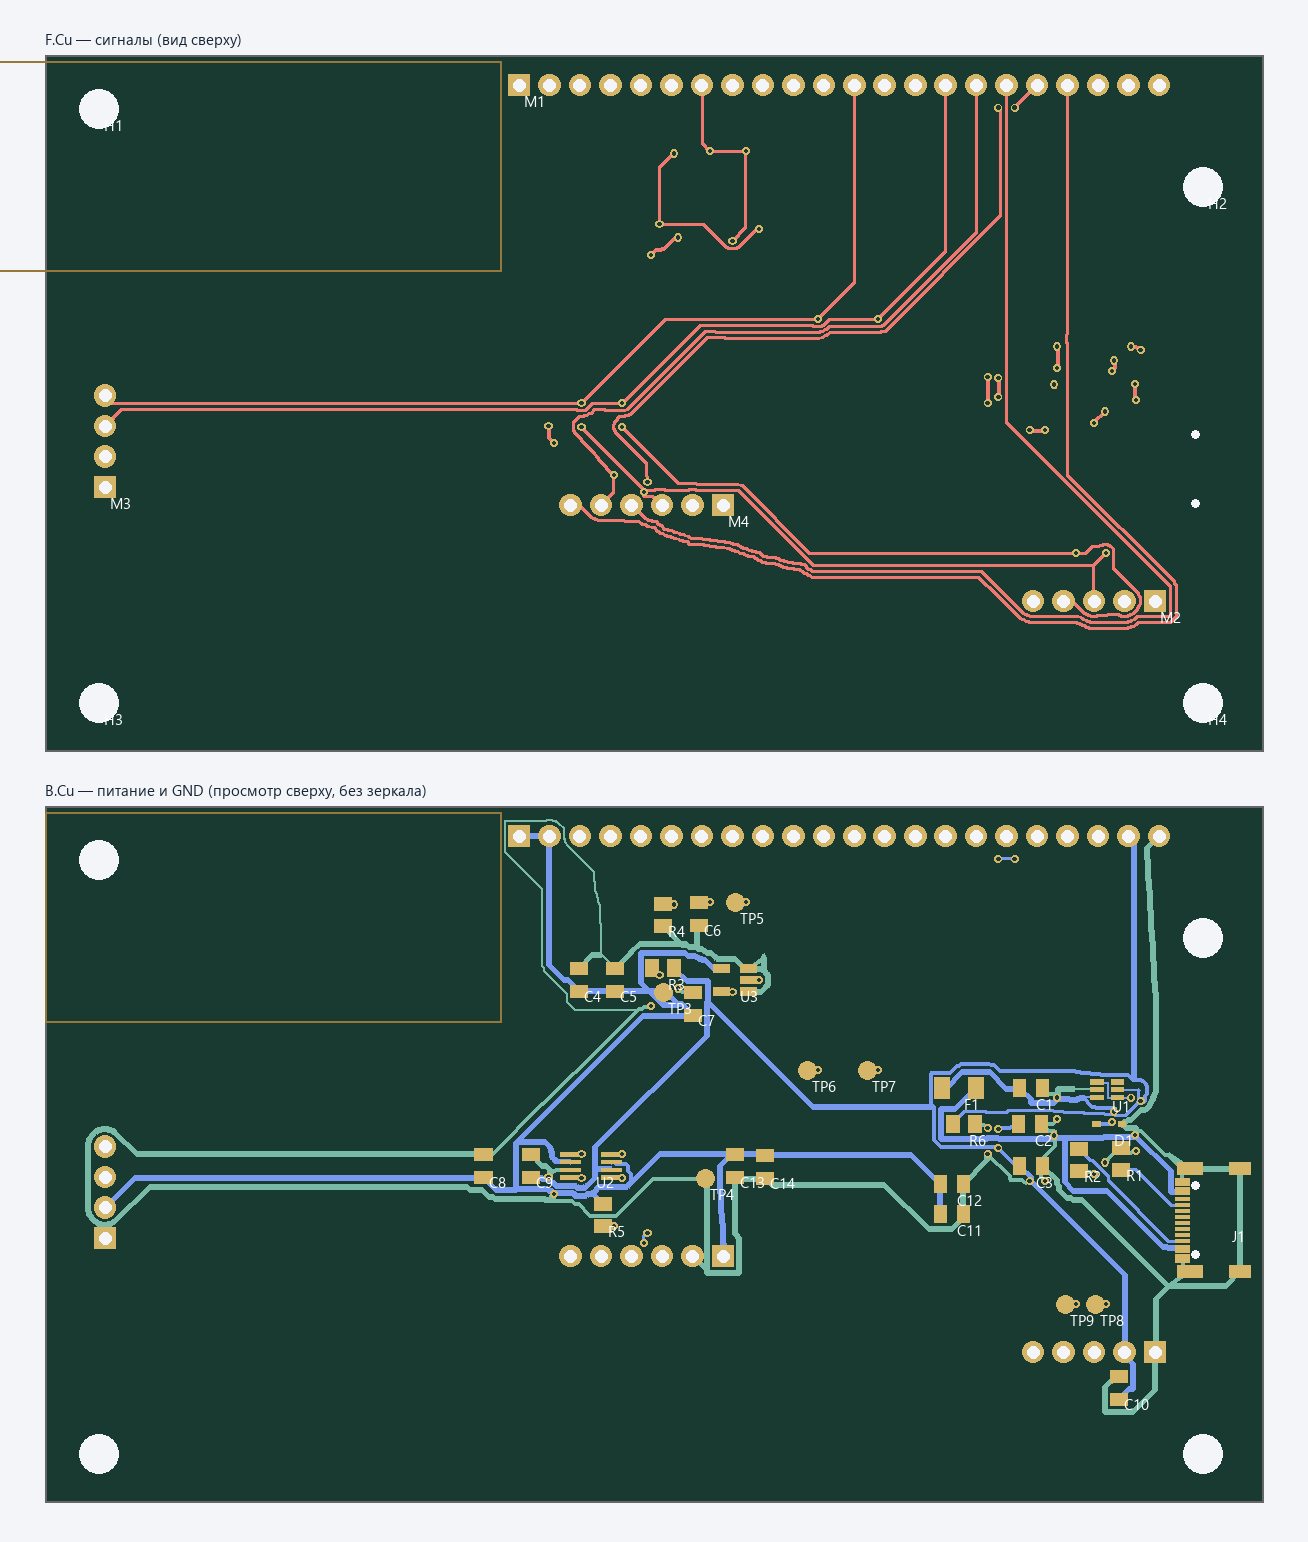 F.Cu — сигналы (вид сверху)
M1
H1
H2
M3
M4
M2
H3
H4
B.Cu — питание и GND (просмотр сверху, без зеркала)
TP5
R4
C6
R3
C4
C5
U3
TP3
C7
TP6
TP7
F1
C1
U1
R6
C2
D1
C8
C9
U2
TP4
C13
C14
C3
R2
R1
C12
R5
C11
J1
TP9
TP8
C10